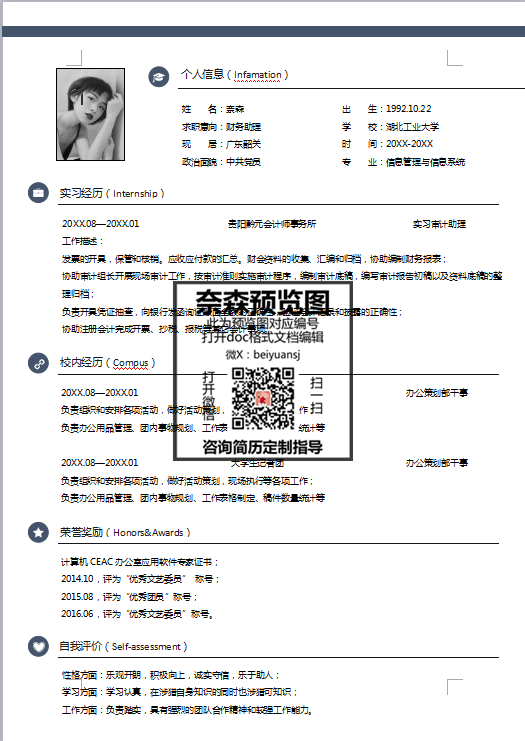 个人信息（Infamation）
姓 名：奈森 出 生：1992.10.22
求职意向：财务助理 学 校：湖北工业大学
现 居：广东韶关 时 间：20XX-20XX
政治面貌：中共党员 专 业：信息管理与信息系统
实习经历（Internship）
20XX.08—20XX.01 贵阳黔元会计师事务所 实习审计助理
工作描述：
发票的开具，保管和核销。应收应付款的汇总。财会资料的收集、汇编和归档，协助编制财务报表；
协助审计组长开展现场审计工作，按审计准则实施审计程序，编制审计底稿，编写审计报告初稿以及资料底稿的整
理归档；
负责开具凭证抽查，向银行发函询证 的正确性；
协助注册会计完成开票、抄税、报税
奈森预览图
此为预览图对应编号
打开doc格式文档编辑
微X：beiyuansj
打开微信
扫一扫
咨询简历定制指导
校内经历（Compus）
20XX.08—20XX.01 办公策划部干事
负责组织和安排各项活动，做好活动策划， 作
负责办公用品管理、团内事物规划、工作表 统计等
20XX.08—20XX.01 大学生记者团 办公策划部干事
负责组织和安排各项活动，做好活动策划，现场执行等各项工作；
负责办公用品管理、团内事物规划、工作表格制定、稿件数量统计等
荣誉奖励（Honors&Awards）
计算机 CEAC 办公室应用软件专家证书；
2014.10，评为“优秀文艺委员” 称号；
2015.08，评为“优秀团员”称号；
2016.06，评为“优秀文艺委员”称号。
自我评价（Self-assessment）
性格方面：乐观开朗，积极向上，诚实守信，乐于助人；
学习方面：学习认真，在涉猎自身知识的同时也涉猎可知识；
工作方面：负责踏实，具有强烈的团队合作精神和较强工作能力。